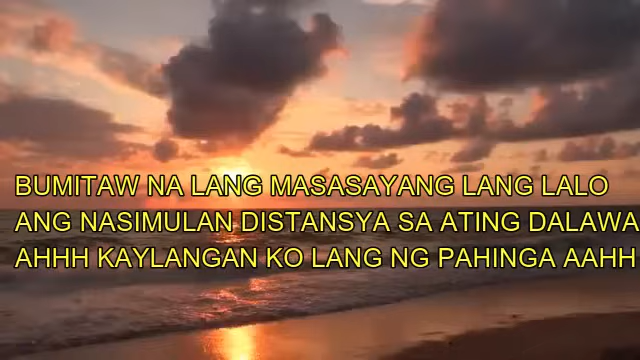 BUMITAW NA LANG MASASAYANG LANG LALO
ANG NASIMULAN DISTANSYA SA ATING DALAWA
AHHH KAYLANGAN KO LANG NG PAHINGA AAHH